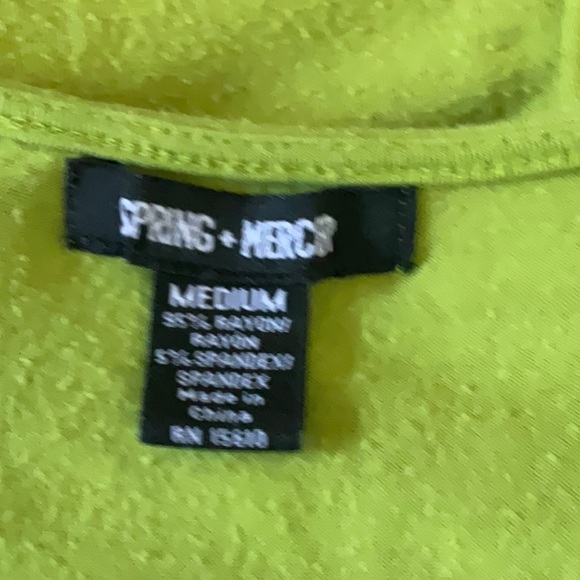 SPRING + MERCER
MEDIUM
95% RAYON/
RAYON
5% SPANDEX/
SPANDEX
Made in
China
RN